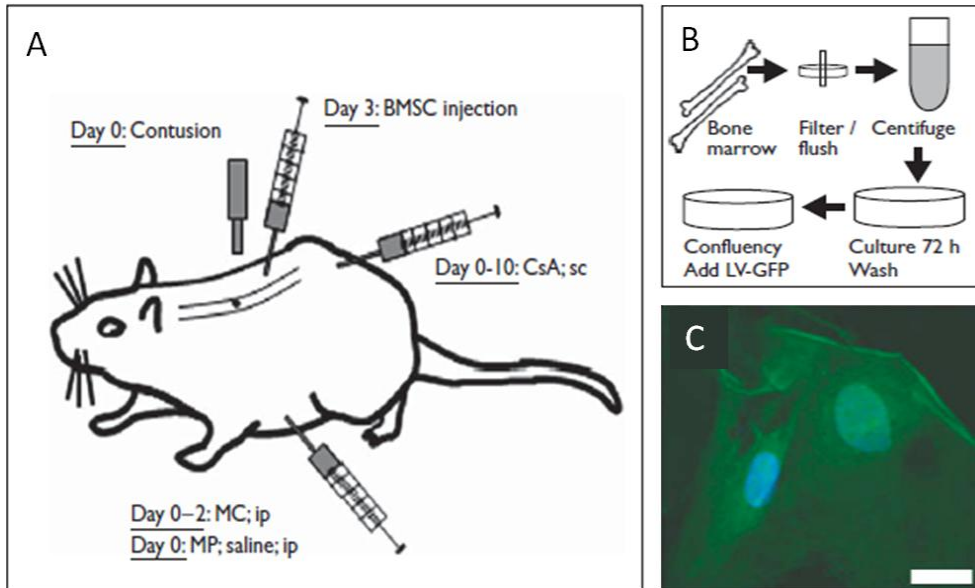 A
Day 0: Contusion
Day 3: BMSC injection
Day 0-10: CsA; sc
Day 0–2: MC; ip
Day 0: MP; saline; ip
B
Bone
marrow
Filter /
flush
Centifuge
Confluency
Add LV-GFP
Culture 72 h
Wash
C